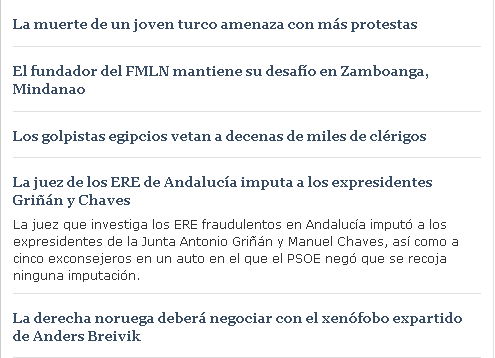 La muerte de un joven turco amenaza con más protestas
El fundador del FMLN mantiene su desafío en Zamboanga,
Mindanao
Los golpistas egipcios vetan a decenas de miles de clérigos
La juez de los ERE de Andalucía imputa a los expresidentes
Griñán y Chaves
La juez que investiga los ERE fraudulentos en Andalucía imputó a los
expresidentes de la Junta Antonio Griñán y Manuel Chaves, así como a
cinco exconsejeros en un auto en el que el PSOE negó que se recoja
ninguna imputación.
La derecha noruega deberá negociar con el xenófobo expartido
de Anders Breivik